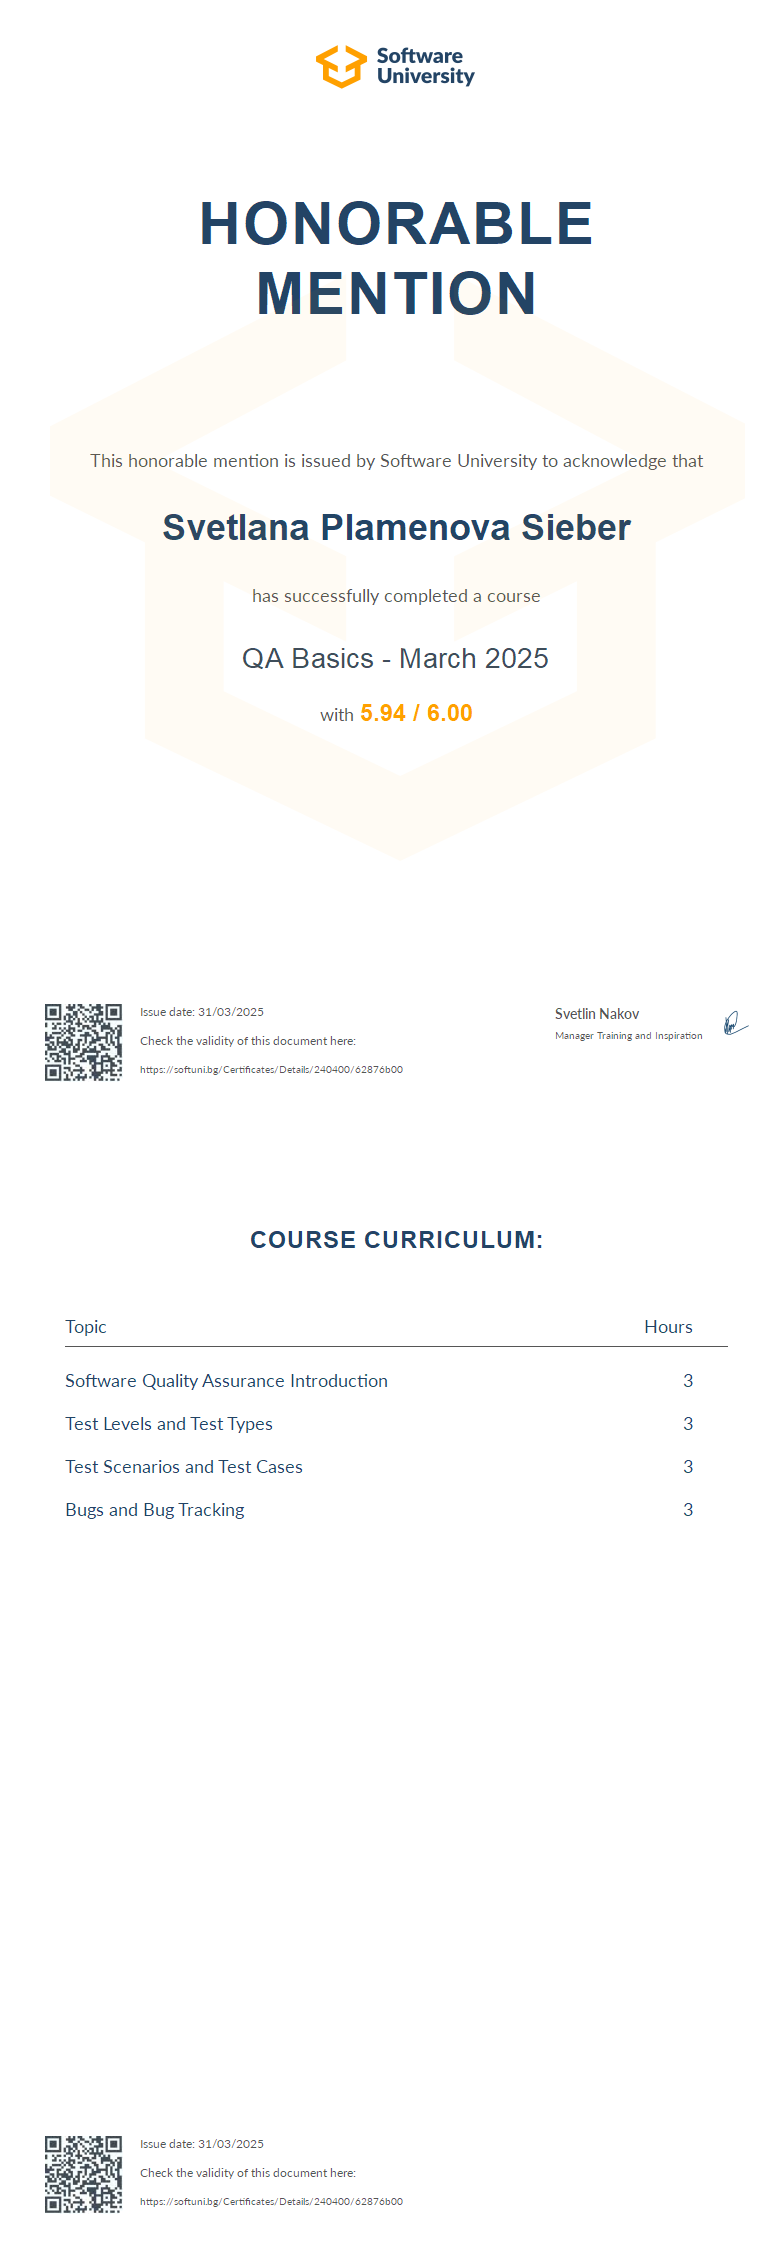 Software
University
HONORABLE
MENTION
This honorable mention is issued by Software University to acknowledge that
Svetlana Plamenova Sieber
has successfully completed a course
QA Basics - March 2025
with 5.94 / 6.00
Issue date: 31/03/2025
Check the validity of this document here:
https://softuni.bg/Certificates/Details/240400/62876b00
Svetlin Nakov
Manager Training and Inspiration
COURSE CURRICULUM:
Topic Hours
Software Quality Assurance Introduction 3
Test Levels and Test Types 3
Test Scenarios and Test Cases 3
Bugs and Bug Tracking 3
Issue date: 31/03/2025
Check the validity of this document here:
https://softuni.bg/Certificates/Details/240400/62876b00